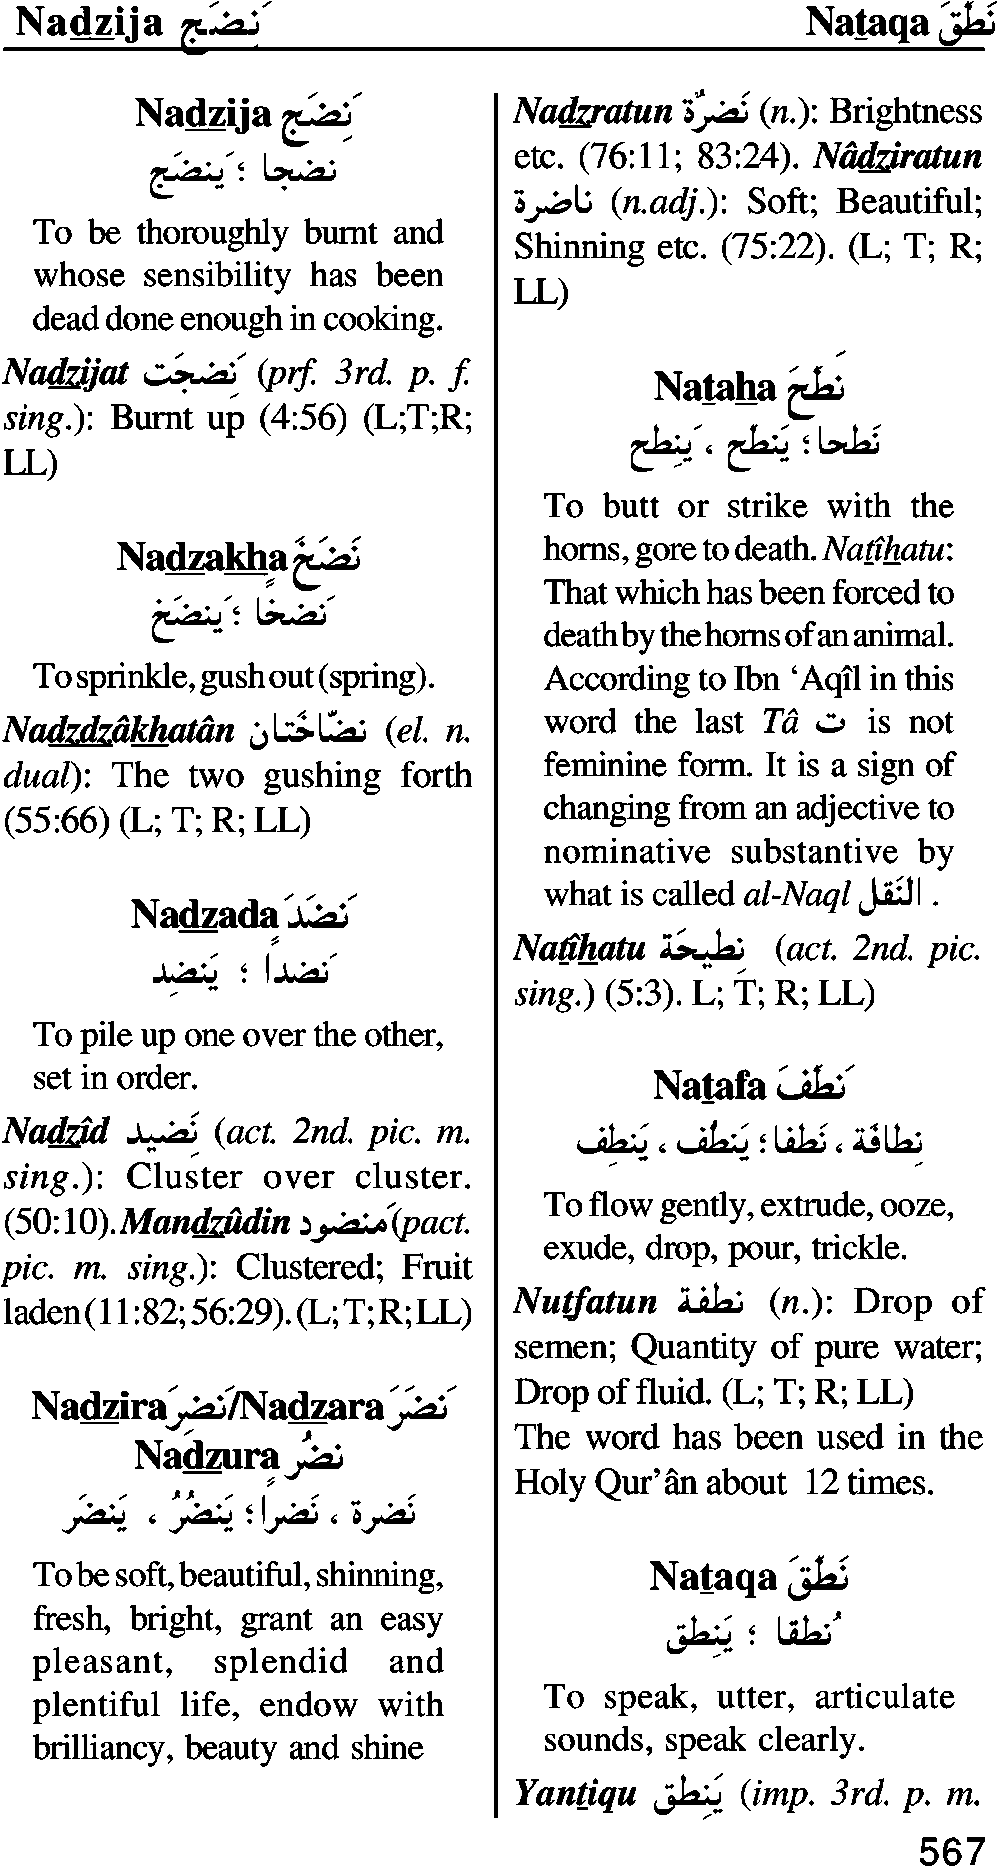 Nadzija نَضَج
Nataqa نَطَقَ
Nadzija نَضِج
نضجا ؛ يَنضَج
To be thoroughly burnt and
whose sensibility has been
dead done enough in cooking.
Nadzijat نَضِجَت (prf. 3rd. p. f.
sing.): Burnt up (4:56) (L;T;R;
LL)
Nadzakha نَضَخَ
نَضخًا ؛ يَنضَخ
To sprinkle, gush out (spring).
Nadzdzâkhatân نضّاخَتان (el. n.
dual): The two gushing forth
(55:66) (L; T; R; LL)
Nadzada نَضَدَ
نَضداً ؛ يَنضِد
To pile up one over the other,
set in order.
Nadzîd نَضِيد (act. 2nd. pic. m.
sing.): Cluster over cluster.
(50:10). Mandzûdin مَنضود (pact.
pic. m. sing.): Clustered; Fruit
laden (11:82; 56:29). (L; T; R; LL)
Nadzira نَضِرَ/Nadzara نَضَرَ
Nadzura نضُر
نَضرة ، نَضراً؛ يَنضُرُ ، يَنضَر
To be soft, beautiful, shinning,
fresh, bright, grant an easy
pleasant, splendid and
plentiful life, endow with
brilliancy, beauty and shine
Nadzratun نَضرَّة (n.): Brightness
etc. (76:11; 83:24). Nâdziratun
ناضرة (n.adj.): Soft; Beautiful;
Shinning etc. (75:22). (L; T; R;
LL)
Nataha نَطَحَ
نَطحا؛ يَنطَح ، يَنطِح
To butt or strike with the
horns, gore to death. Natîhatu:
That which has been forced to
death by the horns of an animal.
According to Ibn ‘Aqîl in this
word the last Tâ ت is not
feminine form. It is a sign of
changing from an adjective to
nominative substantive by
what is called al-Naql النَقل .
Natîhatu نطِيحَة (act. 2nd. pic.
sing.) (5:3). L; T; R; LL)
Natafa نَطَفَ
نِطافَة ، نَطفا ؛ يَنطُف ، يَنطِف
To flow gently, extrude, ooze,
exude, drop, pour, trickle.
Nutfatun نطفة (n.): Drop of
semen; Quantity of pure water;
Drop of fluid. (L; T; R; LL)
The word has been used in the
Holy Qur’ân about 12 times.
Nataqa نَطَقَ
نُطقا ؛ يَنطِق
To speak, utter, articulate
sounds, speak clearly.
Yantiqu يَنطِق (imp. 3rd. p. m.
567